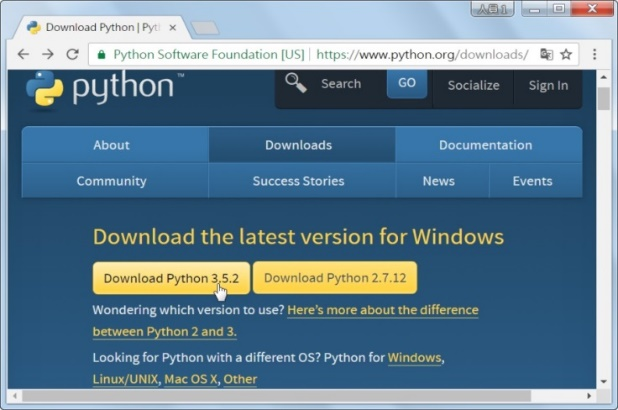 人員1
Download Python | Pyt
Python Software Foundation [US] | https://www.python.org/downloads/
python™
Search GO Socialize Sign In
About Downloads Documentation
Community Success Stories News Events
Download the latest version for Windows
Download Python 3.5.2 Download Python 2.7.12
Wondering which version to use? Here's more about the difference
between Python 2 and 3.
Looking for Python with a different OS? Python for Windows,
Linux/UNIX, Mac OS X, Other